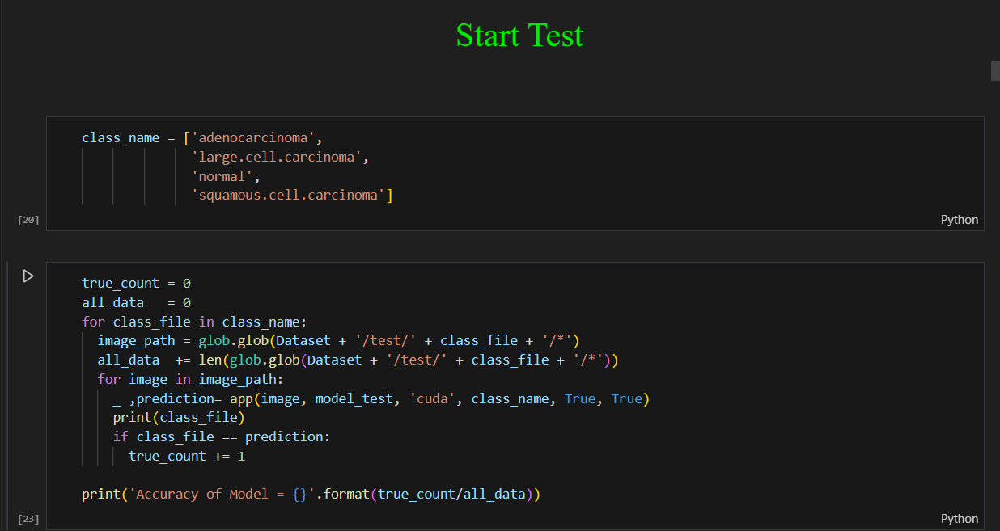 Start Test
class_name = ['adenocarcinoma',
'large.cell.carcinoma',
'normal',
'squamous.cell.carcinoma']
[20]
Python
true_count = 0
all_data   = 0
for class_file in class_name:
  image_path = glob.glob(Dataset + '/test/' + class_file + '/*')
  all_data  += len(glob.glob(Dataset + '/test/' + class_file + '/*'))
  for image in image_path:
    _ ,prediction= app(image, model_test, 'cuda', class_name, True, True)
    print(class_file)
    if class_file == prediction:
      true_count += 1
print('Accuracy of Model = {}'.format(true_count/all_data))
[23]
Python